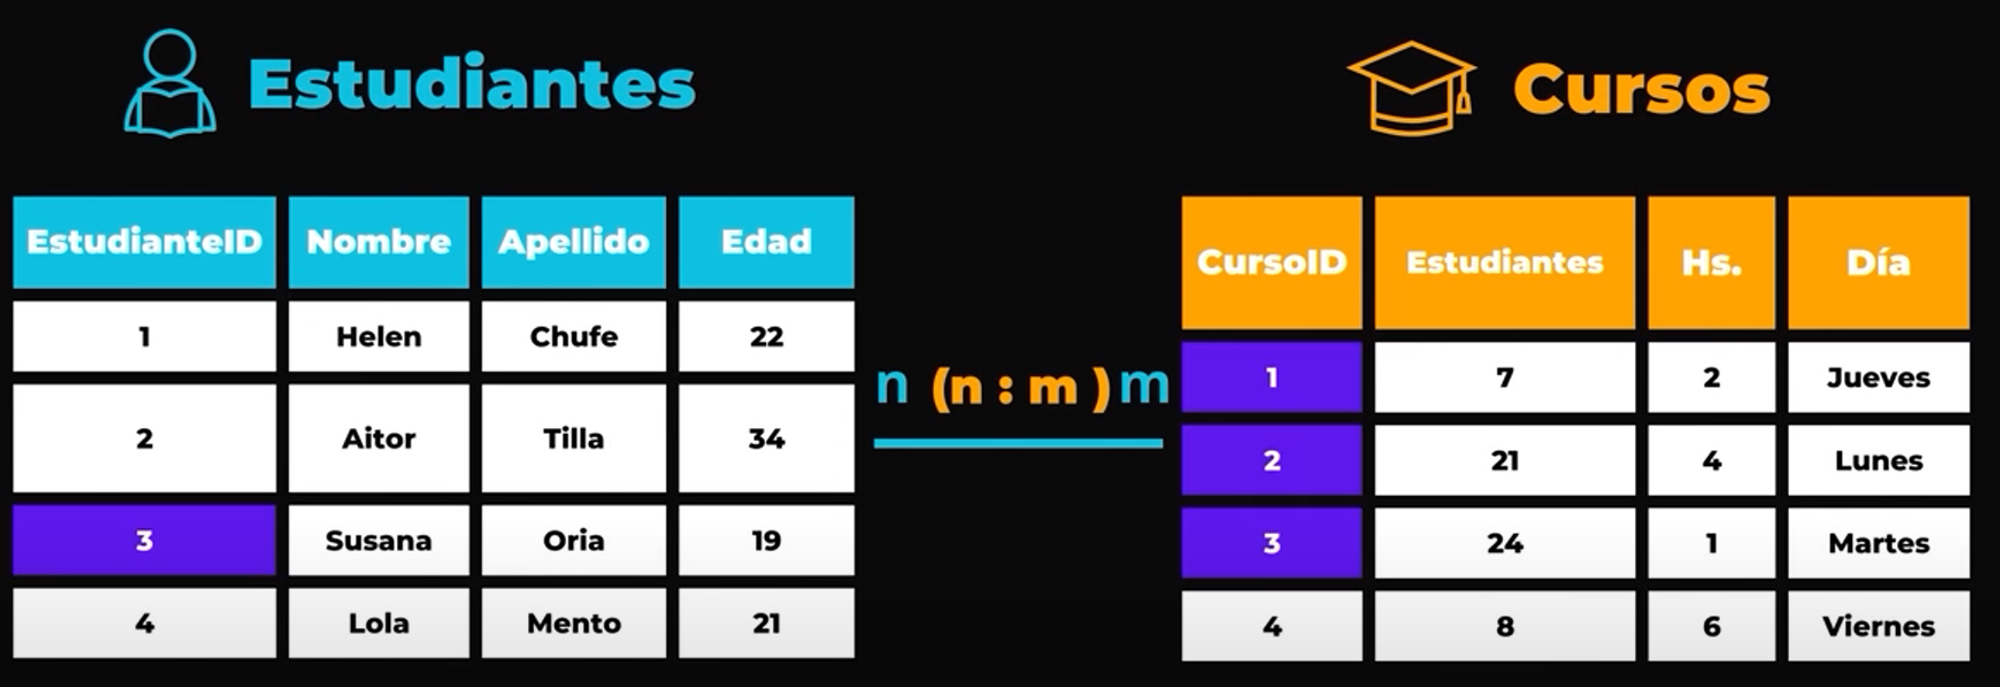 Estudiantes
Cursos
EstudianteID Nombre Apellido Edad
1 Helen Chufe 22
2 Aitor Tilla 34
3 Susana Oria 19
4 Lola Mento 21
n (n : m ) m
CursoID Estudiantes Hs. Día
1 7 2 Jueves
2 21 4 Lunes
3 24 1 Martes
4 8 6 Viernes